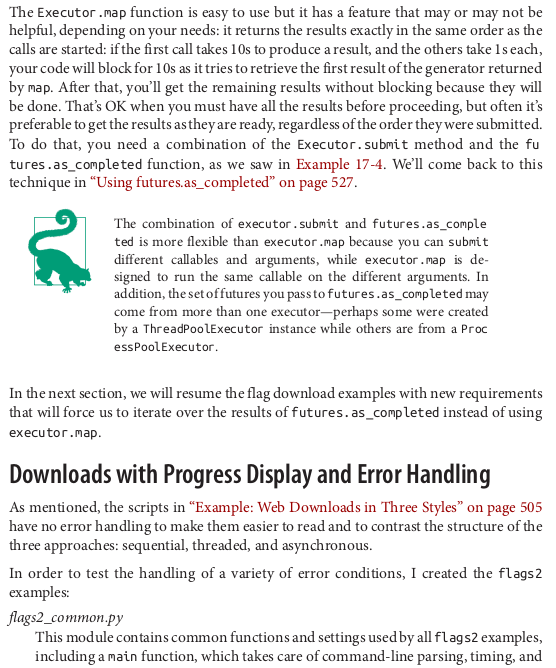 The Executor.map function is easy to use but it has a feature that may or may not be
helpful, depending on your needs: it returns the results exactly in the same order as the
calls are started: if the first call takes 10s to produce a result, and the others take 1s each,
your code will block for 10s as it tries to retrieve the first result of the generator returned
by map. After that, you’ll get the remaining results without blocking because they will
be done. That’s OK when you must have all the results before proceeding, but often it’s
preferable to get the results as they are ready, regardless of the order they were submitted.
To do that, you need a combination of the Executor.submit method and the fu
tures.as_completed function, as we saw in Example 17-4. We’ll come back to this
technique in “Using futures.as_completed” on page 527.
The combination of executor.submit and futures.as_comple
ted is more flexible than executor.map because you can submit
different callables and arguments, while executor.map is de-
signed to run the same callable on the different arguments. In
addition, the set of futures you pass to futures.as_completed may
come from more than one executor—perhaps some were created
by a ThreadPoolExecutor instance while others are from a Proc
essPoolExecutor.
In the next section, we will resume the flag download examples with new requirements
that will force us to iterate over the results of futures.as_completed instead of using
executor.map.
Downloads with Progress Display and Error Handling
As mentioned, the scripts in “Example: Web Downloads in Three Styles” on page 505
have no error handling to make them easier to read and to contrast the structure of the
three approaches: sequential, threaded, and asynchronous.
In order to test the handling of a variety of error conditions, I created the flags2
examples:
flags2_common.py
This module contains common functions and settings used by all flags2 examples,
including a main function, which takes care of command-line parsing, timing, and